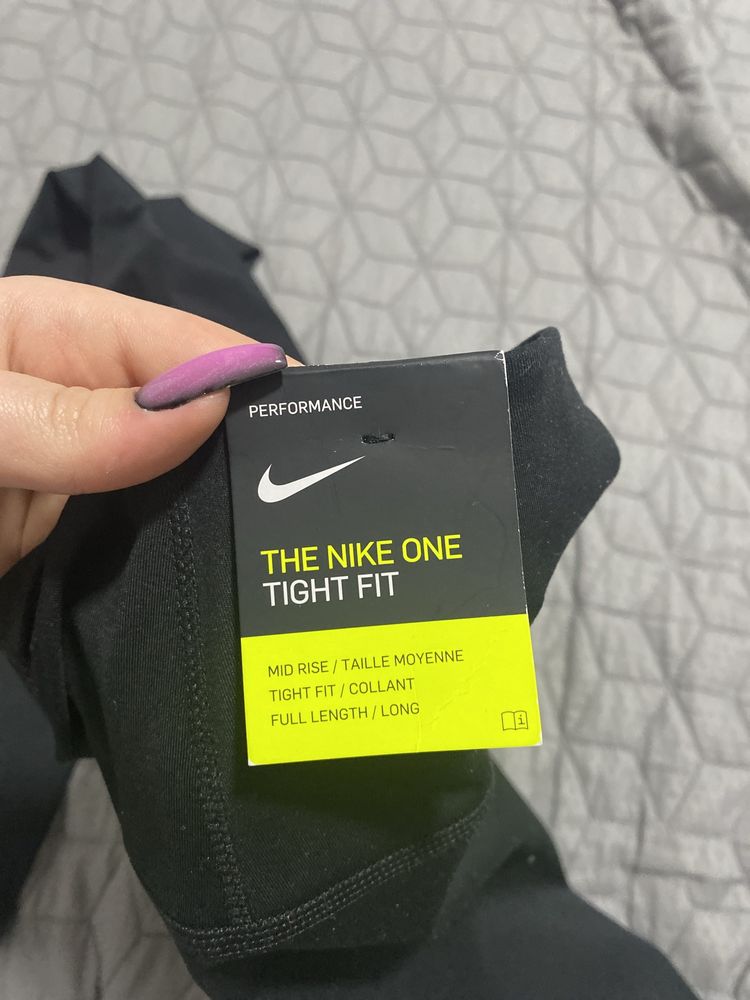 PERFORMANCE
THE NIKE ONE
TIGHT FIT
MID RISE / TAILLE MOYENNE
TIGHT FIT / COLLANT
FULL LENGTH / LONG
i